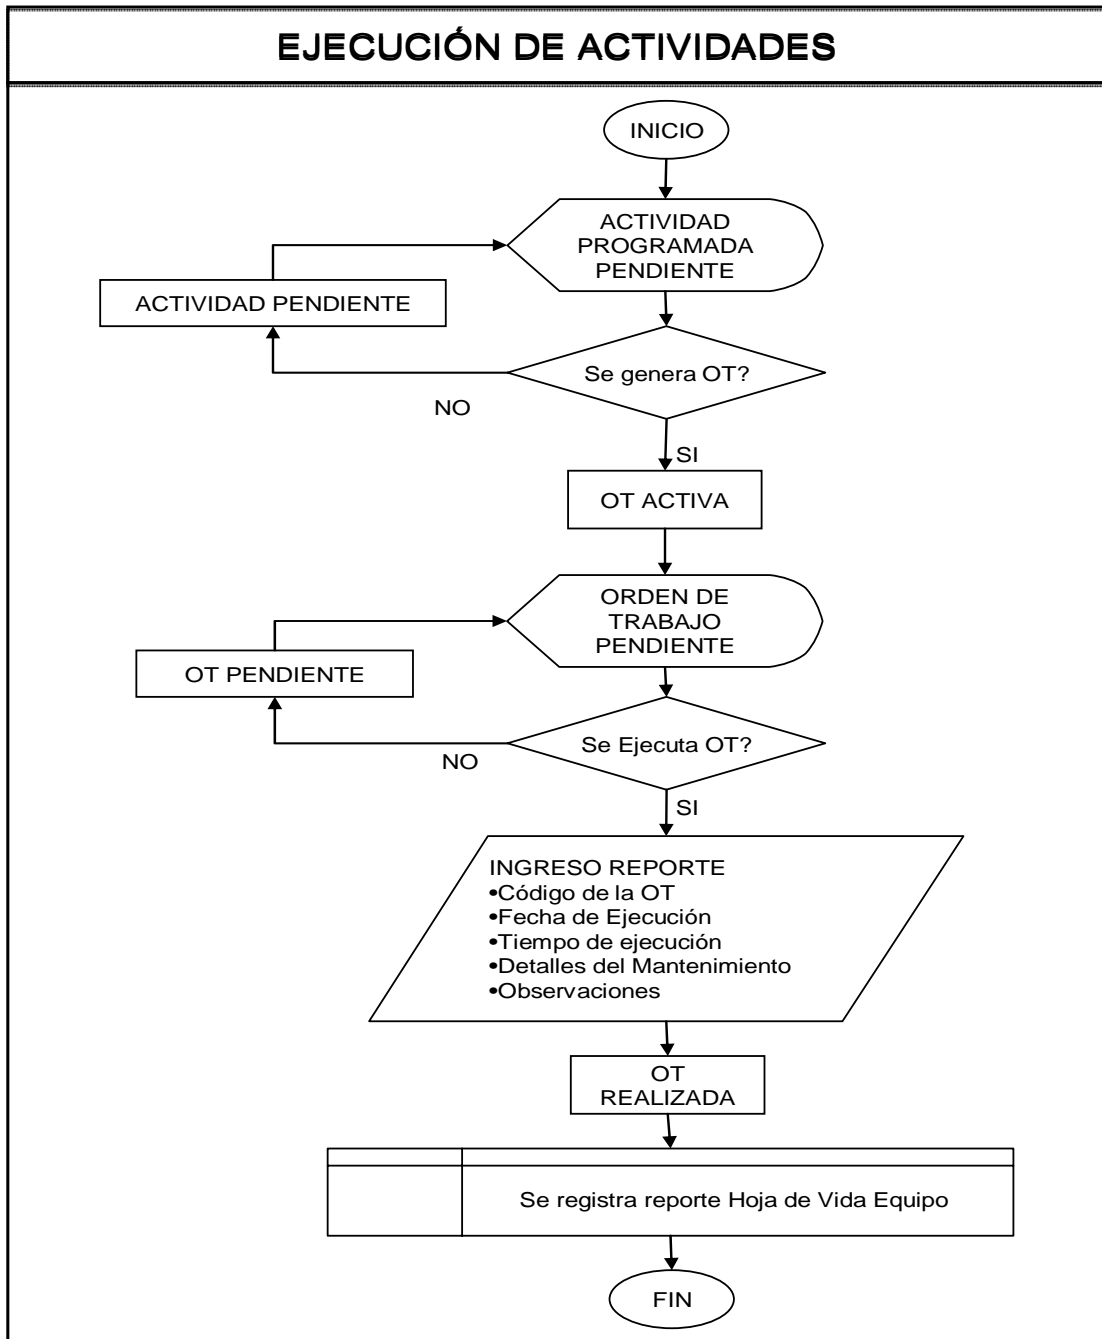 EJECUCIÓN DE ACTIVIDADES
INICIO
ACTIVIDAD
PROGRAMADA
PENDIENTE
ACTIVIDAD PENDIENTE
Se genera OT?
NO
SI
OT ACTIVA
ORDEN DE
TRABAJO
PENDIENTE
OT PENDIENTE
Se Ejecuta OT?
NO
SI
INGRESO REPORTE
•Código de la OT
•Fecha de Ejecución
•Tiempo de ejecución
•Detalles del Mantenimiento
•Observaciones
OT
REALIZADA
Se registra reporte Hoja de Vida Equipo
FIN